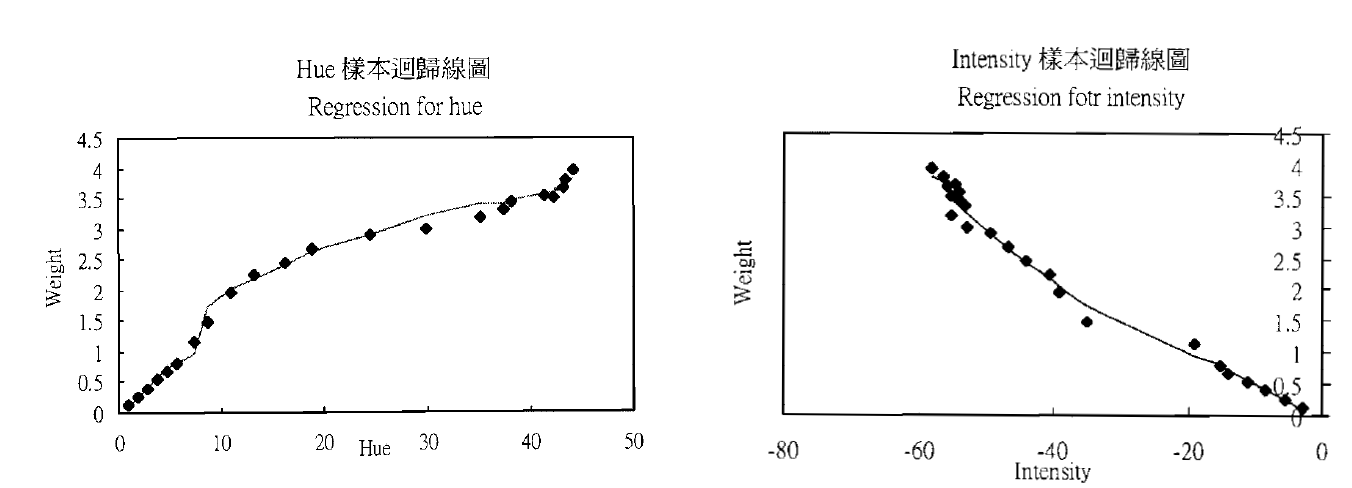 Hue 樣本迴歸線圖
Regression for hue
4.5
4
3.5
3
2.5
2
1.5
1
0.5
0
Weight
0 10 20 30 40 50
Hue
Intensity 樣本迴歸線圖
Regression fotr intensity
4.5
4
3.5
3
2.5
2
1.5
1
0.5
0
Weight
-80 -60 -40 -20 0
Intensity